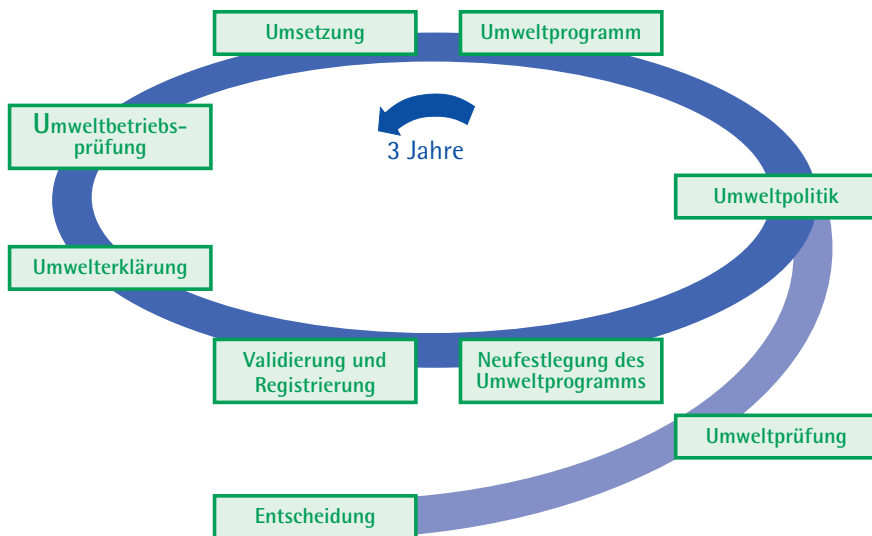 Umsetzung
Umweltprogramm
Umweltbetriebs-
prüfung
3 Jahre
Umweltpolitik
Umwelterklärung
Validierung und
Registrierung
Neufestlegung des
Umweltprogramms
Umweltprüfung
Entscheidung